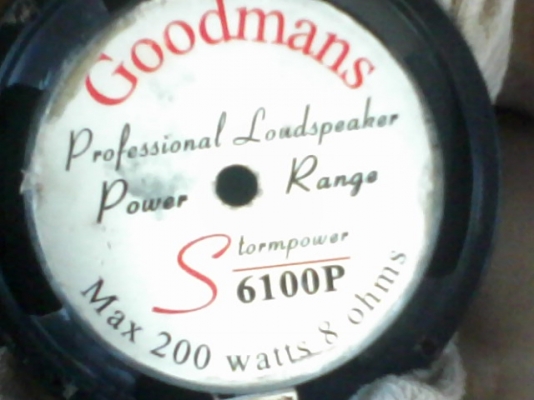 Goodmans
Professional Loudspeaker
Power Range
Stormpower
6100P
Max 200 watts 8 ohms